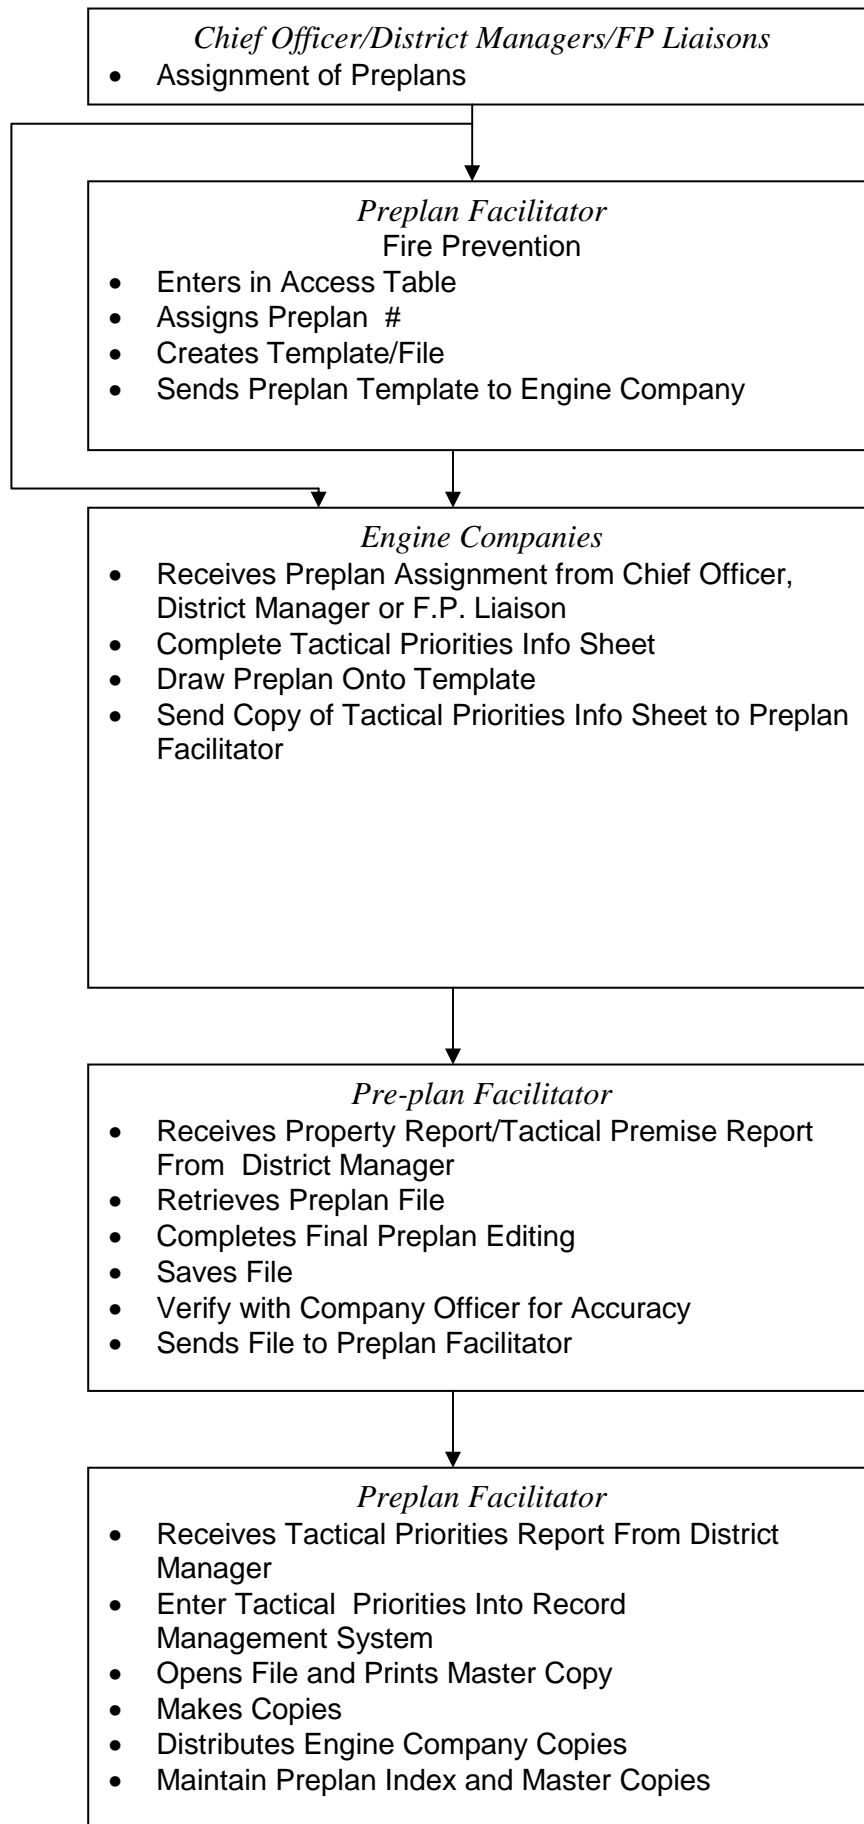 Chief Officer/District Managers/FP Liaisons
• Assignment of Preplans
Preplan Facilitator
Fire Prevention
• Enters in Access Table
• Assigns Preplan #
• Creates Template/File
• Sends Preplan Template to Engine Company
Engine Companies
• Receives Preplan Assignment from Chief Officer,
District Manager or F.P. Liaison
• Complete Tactical Priorities Info Sheet
• Draw Preplan Onto Template
• Send Copy of Tactical Priorities Info Sheet to Preplan
Facilitator
Pre-plan Facilitator
• Receives Property Report/Tactical Premise Report
From District Manager
• Retrieves Preplan File
• Completes Final Preplan Editing
• Saves File
• Verify with Company Officer for Accuracy
• Sends File to Preplan Facilitator
Preplan Facilitator
• Receives Tactical Priorities Report From District
Manager
• Enter Tactical Priorities Into Record
Management System
• Opens File and Prints Master Copy
• Makes Copies
• Distributes Engine Company Copies
• Maintain Preplan Index and Master Copies